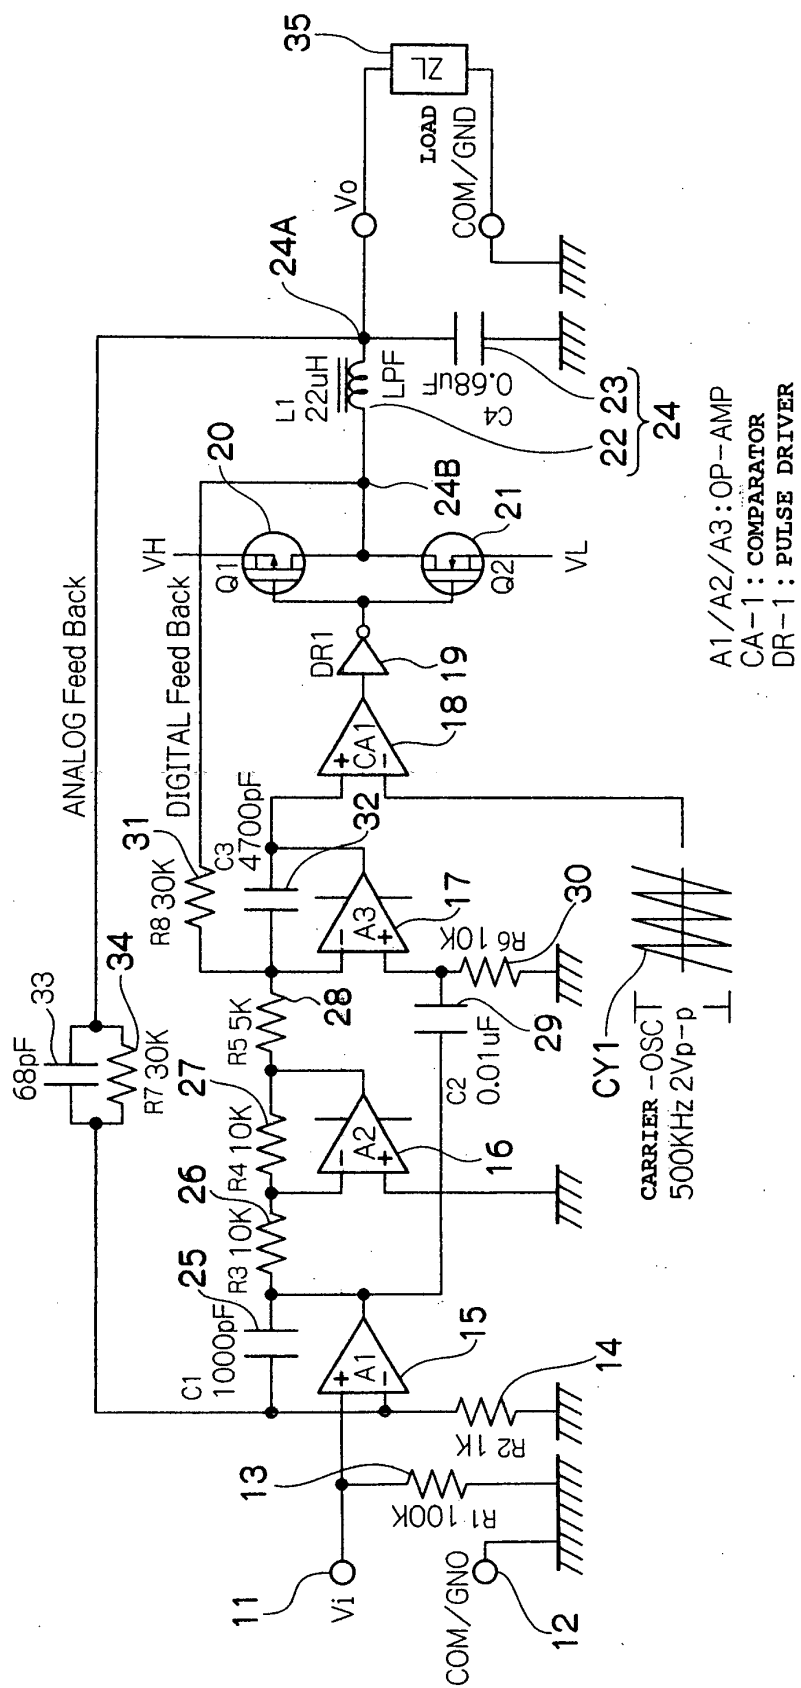 ANALOG Feed Back
DIGITAL Feed Back
68pF
33
R7 30K
34
R8 30K
31
C1
1000pF
25
R3 10K
26
R4 10K
27
R5 5K
28
C3
4700pF
32
11
Vi
13
R1 100K
COM/GNO
12
+
A1
-
15
R2 1K
14
-
A2
+
16
C2
0.01uF
29
-
A3
+
17
R6 10K
30
+
CA1
-
18
DR1
19
VH
Q1
20
Q2
21
VL
24B
L1
22uH
LPF
24A
C4
0.68uF
22
23
24
Vo
35
ZL
LOAD
COM/GND
CY1
CARRIER-OSC
500KHz 2Vp-p
A1/A2/A3:OP-AMP
CA-1: COMPARATOR
DR-1: PULSE DRIVER